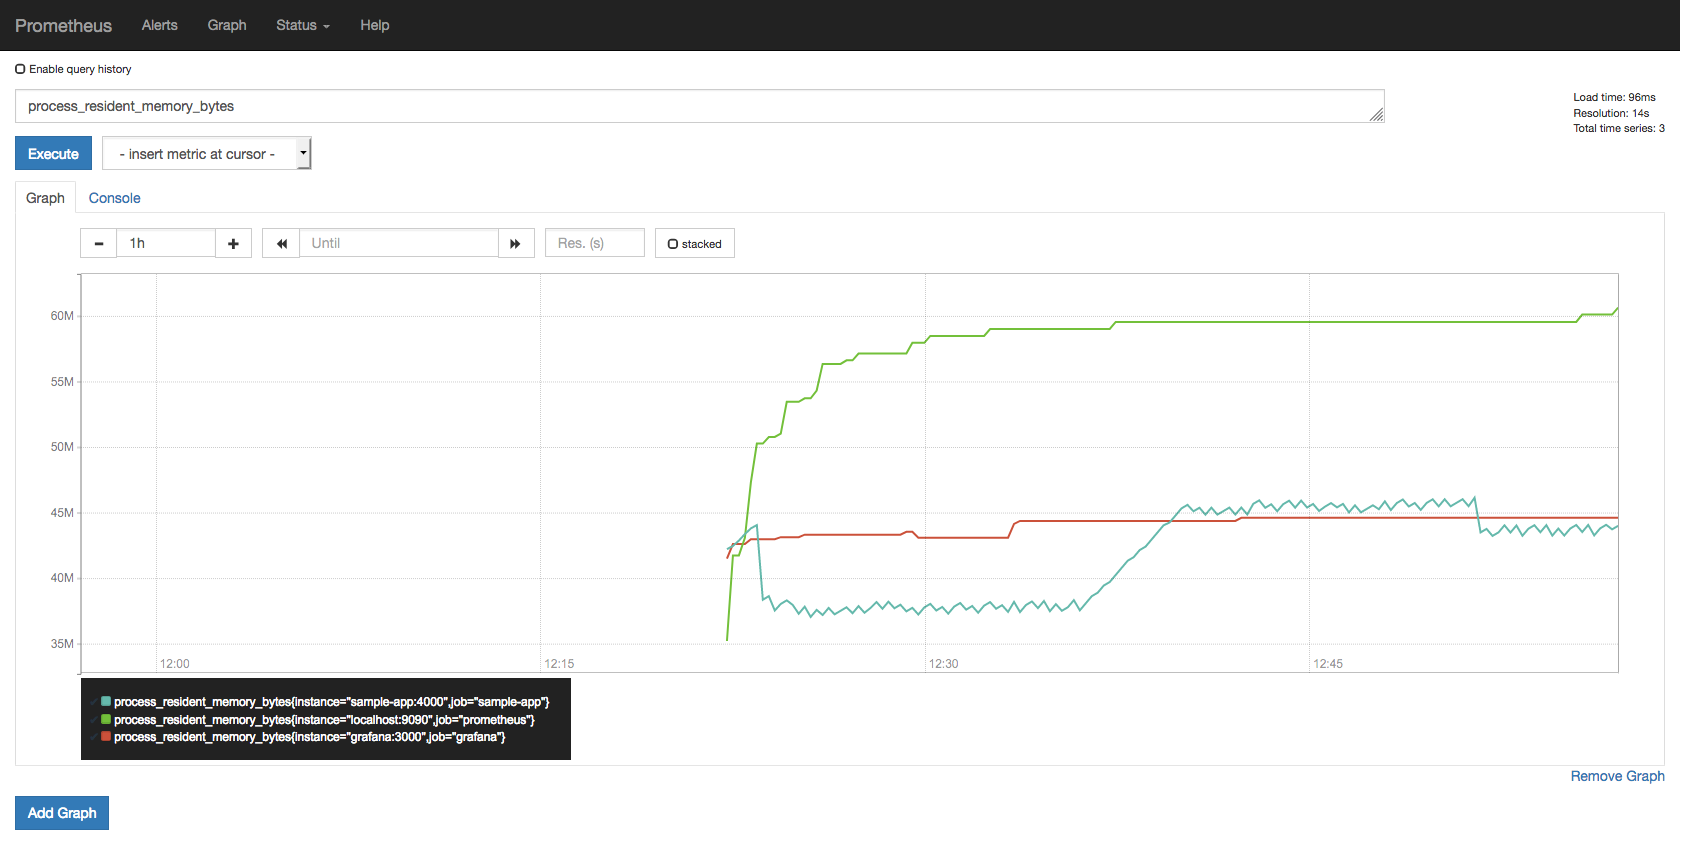 Prometheus Alerts Graph Status Help
Enable query history
process_resident_memory_bytes
Load time: 96ms
Resolution: 14s
Total time series: 3
Execute - insert metric at cursor -
Graph Console
1h Until Res. (s) stacked
60M
55M
50M
45M
40M
35M
12:00 12:15 12:30 12:45
process_resident_memory_bytes{instance="sample-app:4000",job="sample-app"}
process_resident_memory_bytes{instance="localhost:9090",job="prometheus"}
process_resident_memory_bytes{instance="grafana:3000",job="grafana"}
Remove Graph
Add Graph